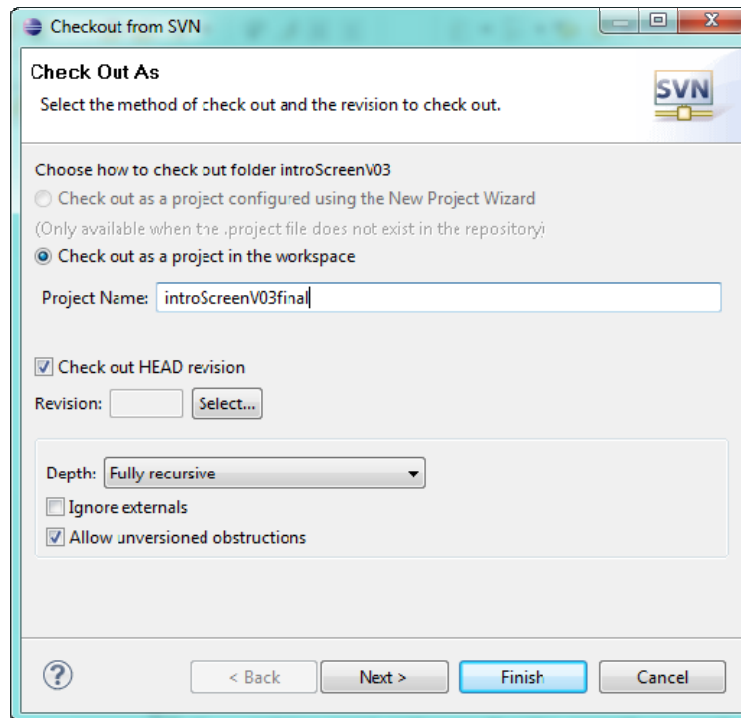 Checkout from SVN
Check Out As
Select the method of check out and the revision to check out.
SVN
Choose how to check out folder introScreenV03
Check out as a project configured using the New Project Wizard
(Only available when the .project file does not exist in the repository)
Check out as a project in the workspace
Project Name: introScreenV03final
Check out HEAD revision
Revision: Select...
Depth: Fully recursive
Ignore externals
Allow unversioned obstructions
? < Back Next > Finish Cancel